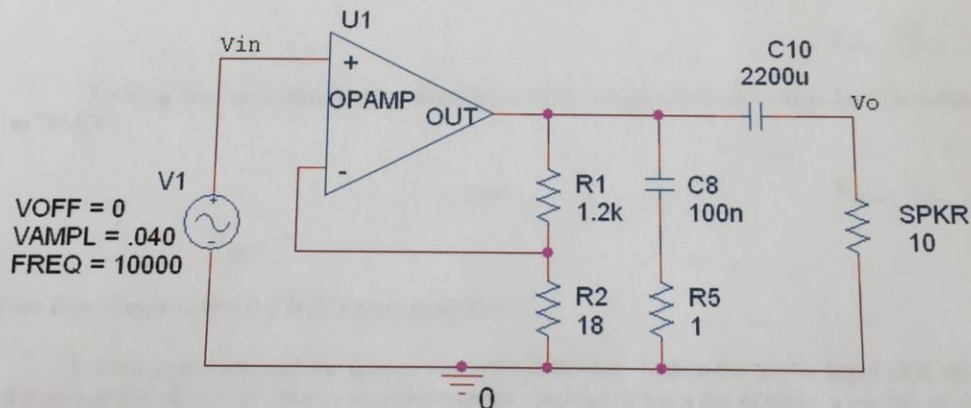 U1
Vin
+
OPAMP
OUT
-
C10
2200u
Vo
V1
VOFF = 0
VAMPL = .040
FREQ = 10000
R1
1.2k
C8
100n
SPKR
10
R2
18
R5
1
0